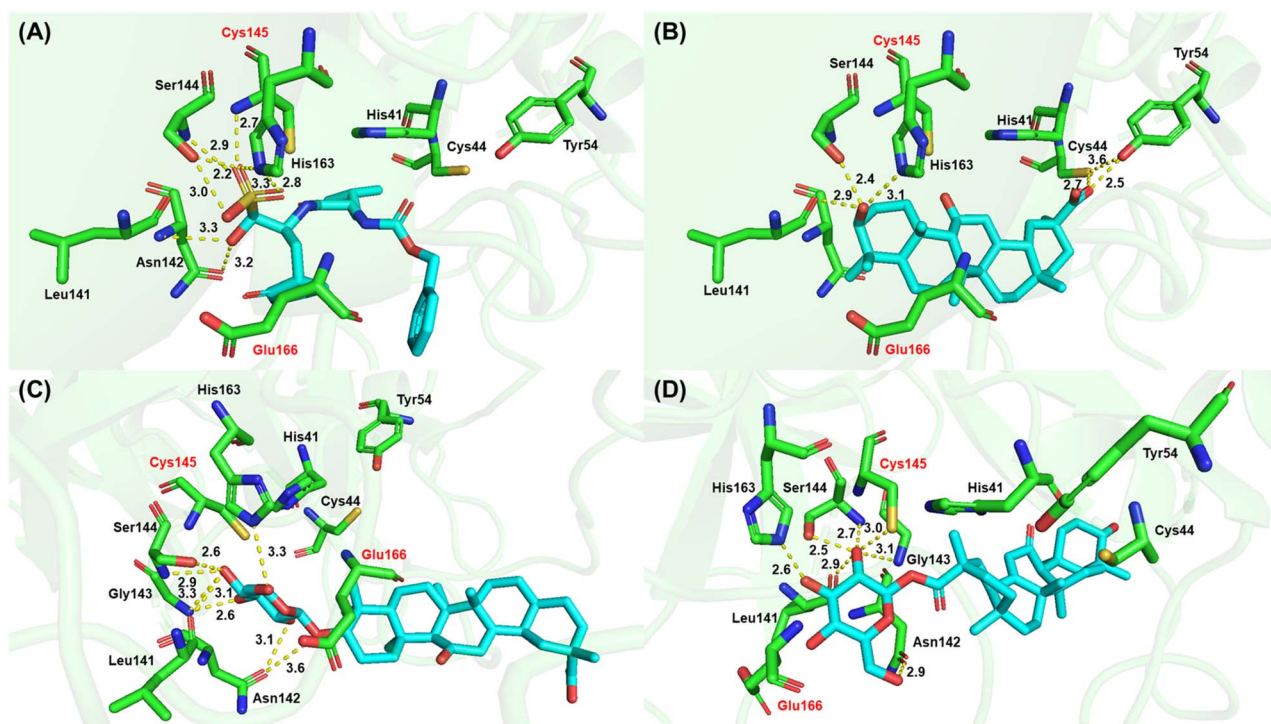 (A)
Cys145
Ser144
His41
Cys44
Tyr54
2.7
2.9
His163
2.2
3.3
2.8
3.0
3.3
Asn142
3.2
Leu141
Glu166
(B)
Cys145
Tyr54
Ser144
His41
Cys44
His163
3.6
2.7
2.5
2.4
2.9
3.1
Leu141
Glu166
(C)
His163
Tyr54
His41
Cys145
Cys44
Ser144
2.6
3.3
Glu166
2.9
Gly143
3.3
3.1
2.6
3.1
Leu141
3.6
Asn142
(D)
Cys145
Tyr54
His163
Ser144
His41
Cys44
2.7
3.0
2.5
3.1
2.9
Gly143
2.6
Leu141
Asn142
2.9
Glu166